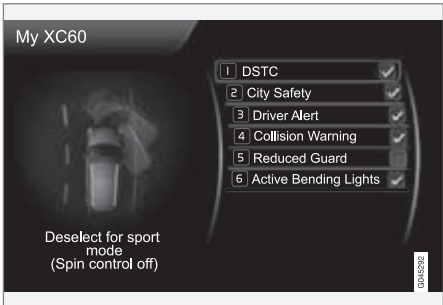 My XC60
1 DSTC
2 City Safety
3 Driver Alert
4 Collision Warning
5 Reduced Guard
6 Active Bending Lights
Deselect for sport
mode
(Spin control off)
G045292